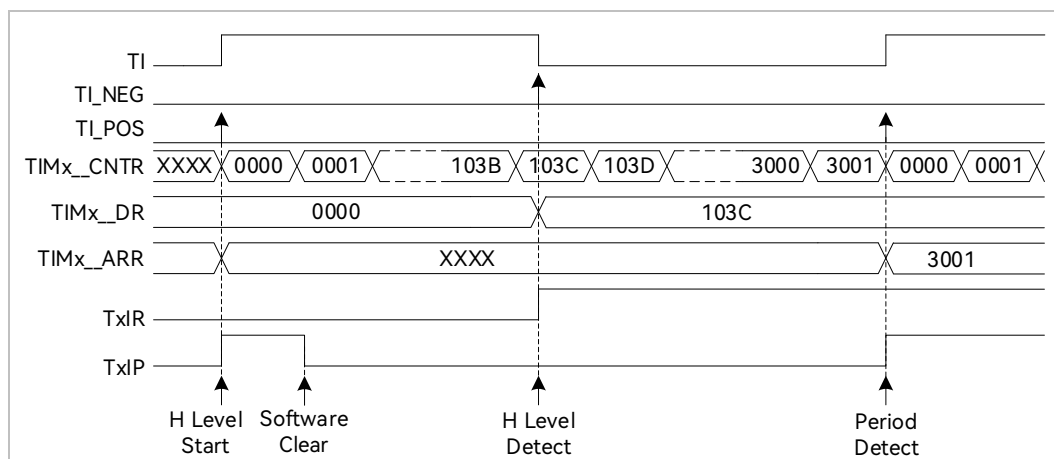 TI
TI_NEG
TI_POS
TIMx__CNTR XXXX 0000 0001 103B 103C 103D 3000 3001 0000 0001
TIMx__DR 0000 103C
TIMx__ARR XXXX 3001
TxIR
TxIP
H Level Start
Software Clear
H Level Detect
Period Detect